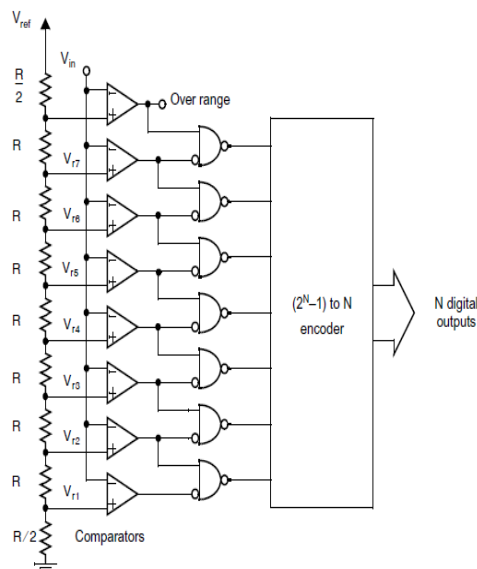 V_ref
V_in
R
2
Over range
R
V_r7
R
V_r6
R
V_r5
R
V_r4
R
V_r3
R
V_r2
R
V_r1
R/2
Comparators
(2^N–1) to N
encoder
N digital
outputs